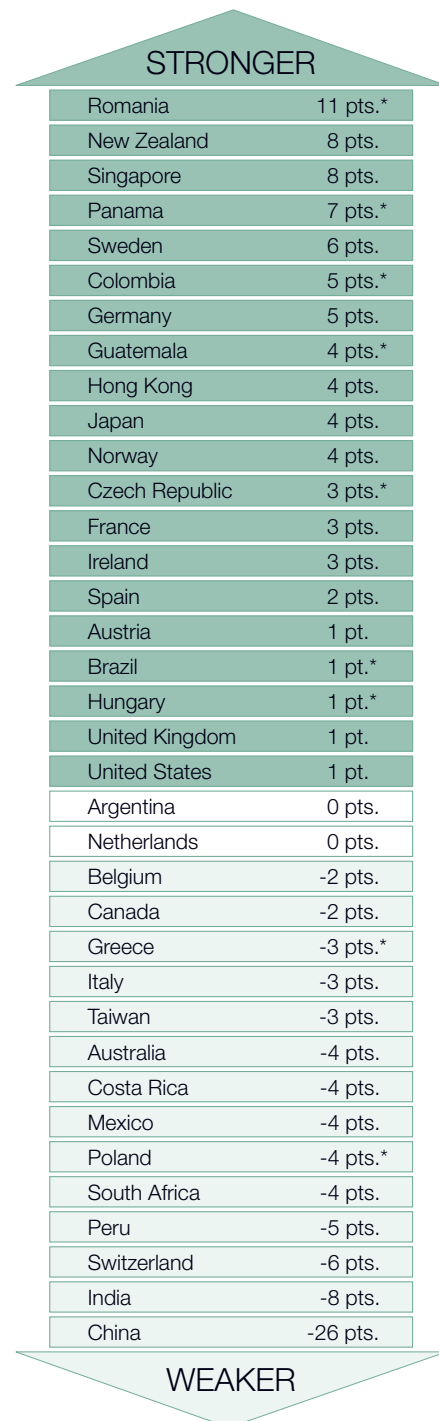 STRONGER
Romania 11 pts.*
New Zealand 8 pts.
Singapore 8 pts.
Panama 7 pts.*
Sweden 6 pts.
Colombia 5 pts.*
Germany 5 pts.
Guatemala 4 pts.*
Hong Kong 4 pts.
Japan 4 pts.
Norway 4 pts.
Czech Republic 3 pts.*
France 3 pts.
Ireland 3 pts.
Spain 2 pts.
Austria 1 pt.
Brazil 1 pt.*
Hungary 1 pt.*
United Kingdom 1 pt.
United States 1 pt.
Argentina 0 pts.
Netherlands 0 pts.
Belgium -2 pts.
Canada -2 pts.
Greece -3 pts.*
Italy -3 pts.
Taiwan -3 pts.
Australia -4 pts.
Costa Rica -4 pts.
Mexico -4 pts.
Poland -4 pts.*
South Africa -4 pts.
Peru -5 pts.
Switzerland -6 pts.
India -8 pts.
China -26 pts.
WEAKER